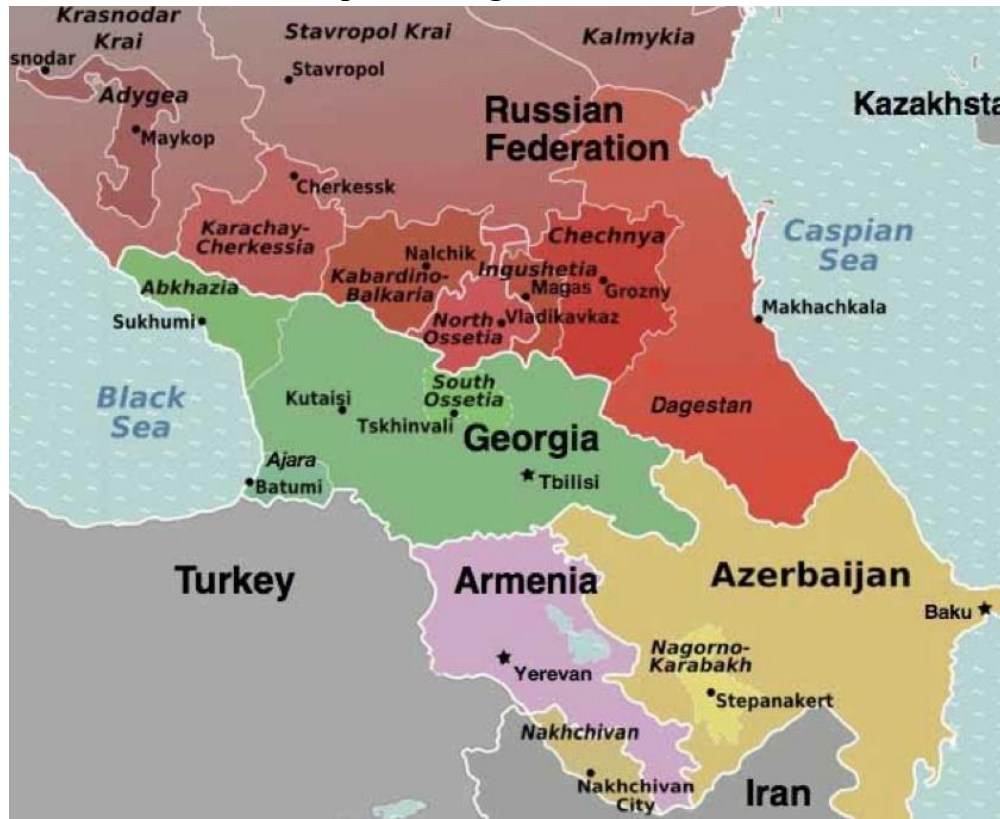 Krasnodar
Krai
Stavropol Krai
Kalmykia
snodar
Stavropol
Adygea
Maykop
Russian
Federation
Kazakhsta
Cherkessk
Karachay-
Cherkessia
Nalchik
Kabardino-
Balkaria
Chechnya
Ingushetia
Magas
Grozny
Caspian
Sea
Abkhazia
Sukhumi
North
Ossetia
Vladikavkaz
Makhachkala
Black
Sea
Kutaisi
South
Ossetia
Tskhinvali
Georgia
Dagestan
Ajara
Batumi
Tbilisi
Turkey
Armenia
Azerbaijan
Baku
Yerevan
Nagorno-
Karabakh
Stepanakert
Nakhchivan
Nakhchivan
City
Iran